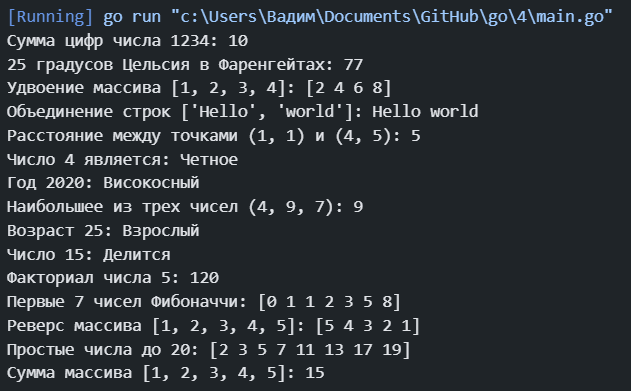 [Running] go run "c:\Users\Вадим\Documents\GitHub\go\4\main.go"
Сумма цифр числа 1234: 10
25 градусов Цельсия в Фаренгейтах: 77
Удвоение массива [1, 2, 3, 4]: [2 4 6 8]
Объединение строк ['Hello', 'world']: Hello world
Расстояние между точками (1, 1) и (4, 5): 5
Число 4 является: Четное
Год 2020: Високосный
Наибольшее из трех чисел (4, 9, 7): 9
Возраст 25: Взрослый
Число 15: Делится
Факториал числа 5: 120
Первые 7 чисел Фибоначчи: [0 1 1 2 3 5 8]
Реверс массива [1, 2, 3, 4, 5]: [5 4 3 2 1]
Простые числа до 20: [2 3 5 7 11 13 17 19]
Сумма массива [1, 2, 3, 4, 5]: 15